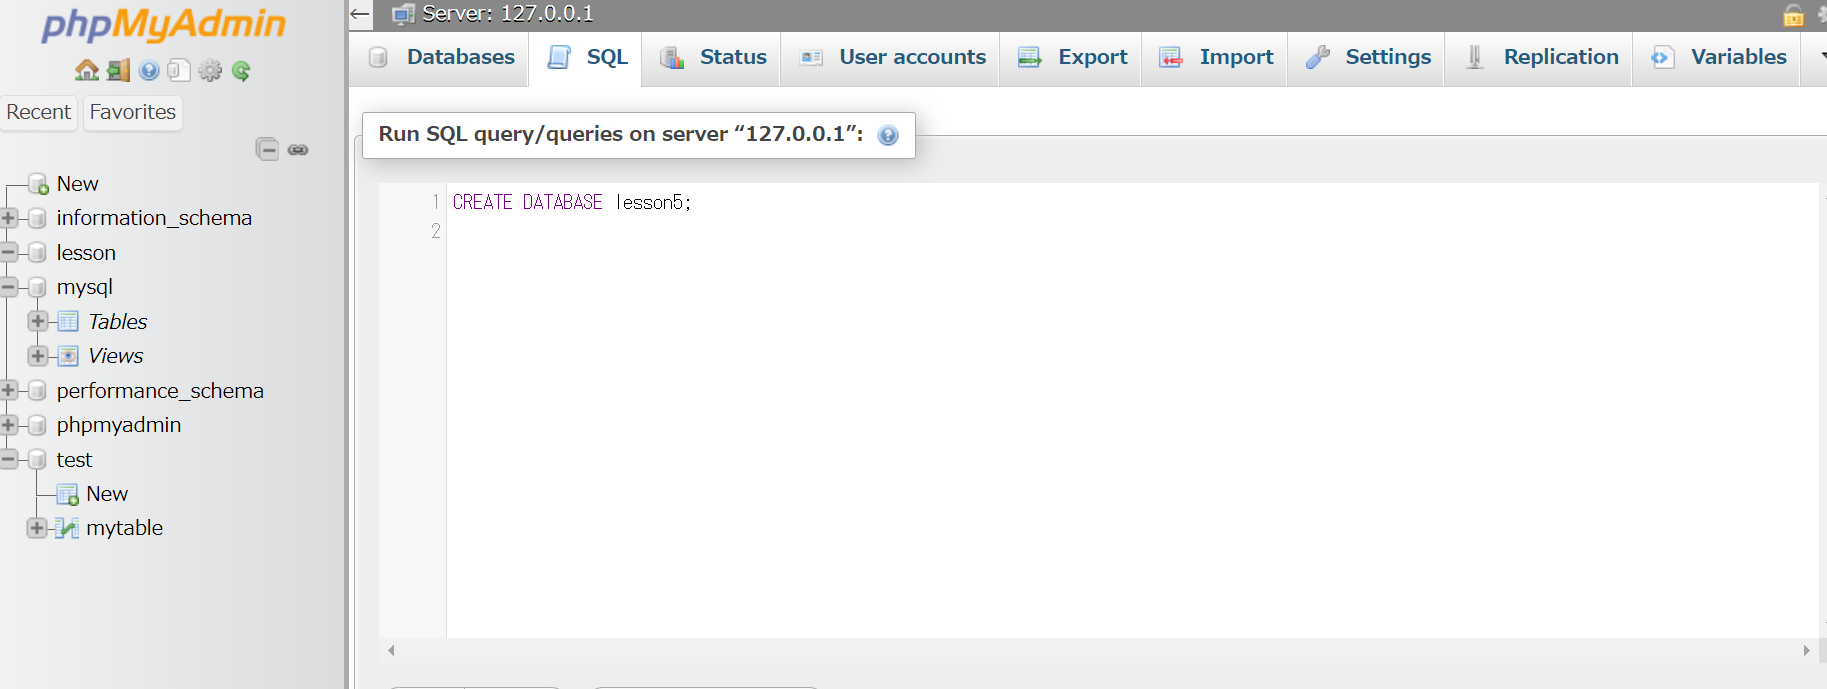 phpMyAdmin
Recent Favorites
New
information_schema
lesson
mysql
Tables
Views
performance_schema
phpmyadmin
test
New
mytable
Server: 127.0.0.1
Databases SQL Status User accounts Export Import Settings Replication Variables
Run SQL query/queries on server “127.0.0.1”:
1 CREATE DATABASE lesson5;
2